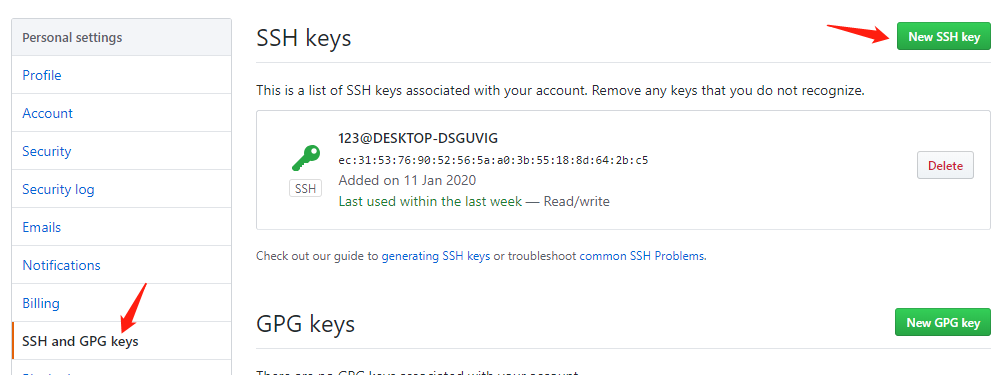 Personal settings
Profile
Account
Security
Security log
Emails
Notifications
Billing
SSH and GPG keys
SSH keys
New SSH key
This is a list of SSH keys associated with your account. Remove any keys that you do not recognize.
123@DESKTOP-DSGUVIG
ec:31:53:76:90:52:56:5a:a0:3b:55:18:8d:64:2b:c5
SSH
Added on 11 Jan 2020
Last used within the last week — Read/write
Delete
Check out our guide to generating SSH keys or troubleshoot common SSH Problems.
GPG keys
New GPG key
There are no GPG keys associated with your account